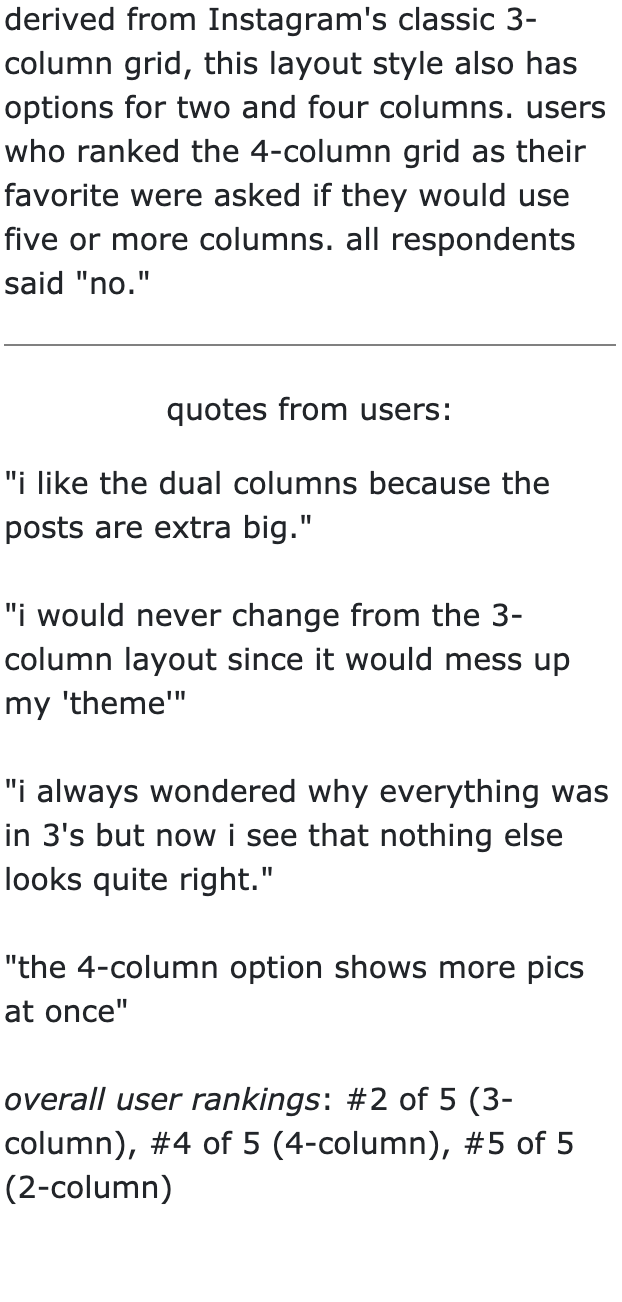 derived from Instagram's classic 3-
column grid, this layout style also has
options for two and four columns. users
who ranked the 4-column grid as their
favorite were asked if they would use
five or more columns. all respondents
said "no."
quotes from users:
"i like the dual columns because the
posts are extra big."
"i would never change from the 3-
column layout since it would mess up
my 'theme'"
"i always wondered why everything was
in 3's but now i see that nothing else
looks quite right."
"the 4-column option shows more pics
at once"
overall user rankings: #2 of 5 (3-
column), #4 of 5 (4-column), #5 of 5
(2-column)